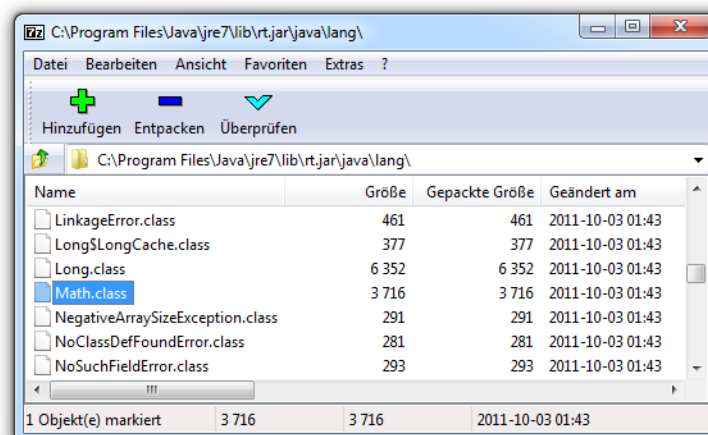 7z C:\Program Files\Java\jre7\lib\rt.jar\java\lang\
Datei Bearbeiten Ansicht Favoriten Extras ?
Hinzufügen Entpacken Überprüfen
C:\Program Files\Java\jre7\lib\rt.jar\java\lang\
Name Größe Gepackte Größe Geändert am
LinkageError.class 461 461 2011-10-03 01:43
Long$LongCache.class 377 377 2011-10-03 01:43
Long.class 6 352 6 352 2011-10-03 01:43
Math.class 3 716 3 716 2011-10-03 01:43
NegativeArraySizeException.class 291 291 2011-10-03 01:43
NoClassDefFoundError.class 281 281 2011-10-03 01:43
NoSuchFieldError.class 293 293 2011-10-03 01:43
1 Objekt(e) markiert 3 716 3 716 2011-10-03 01:43